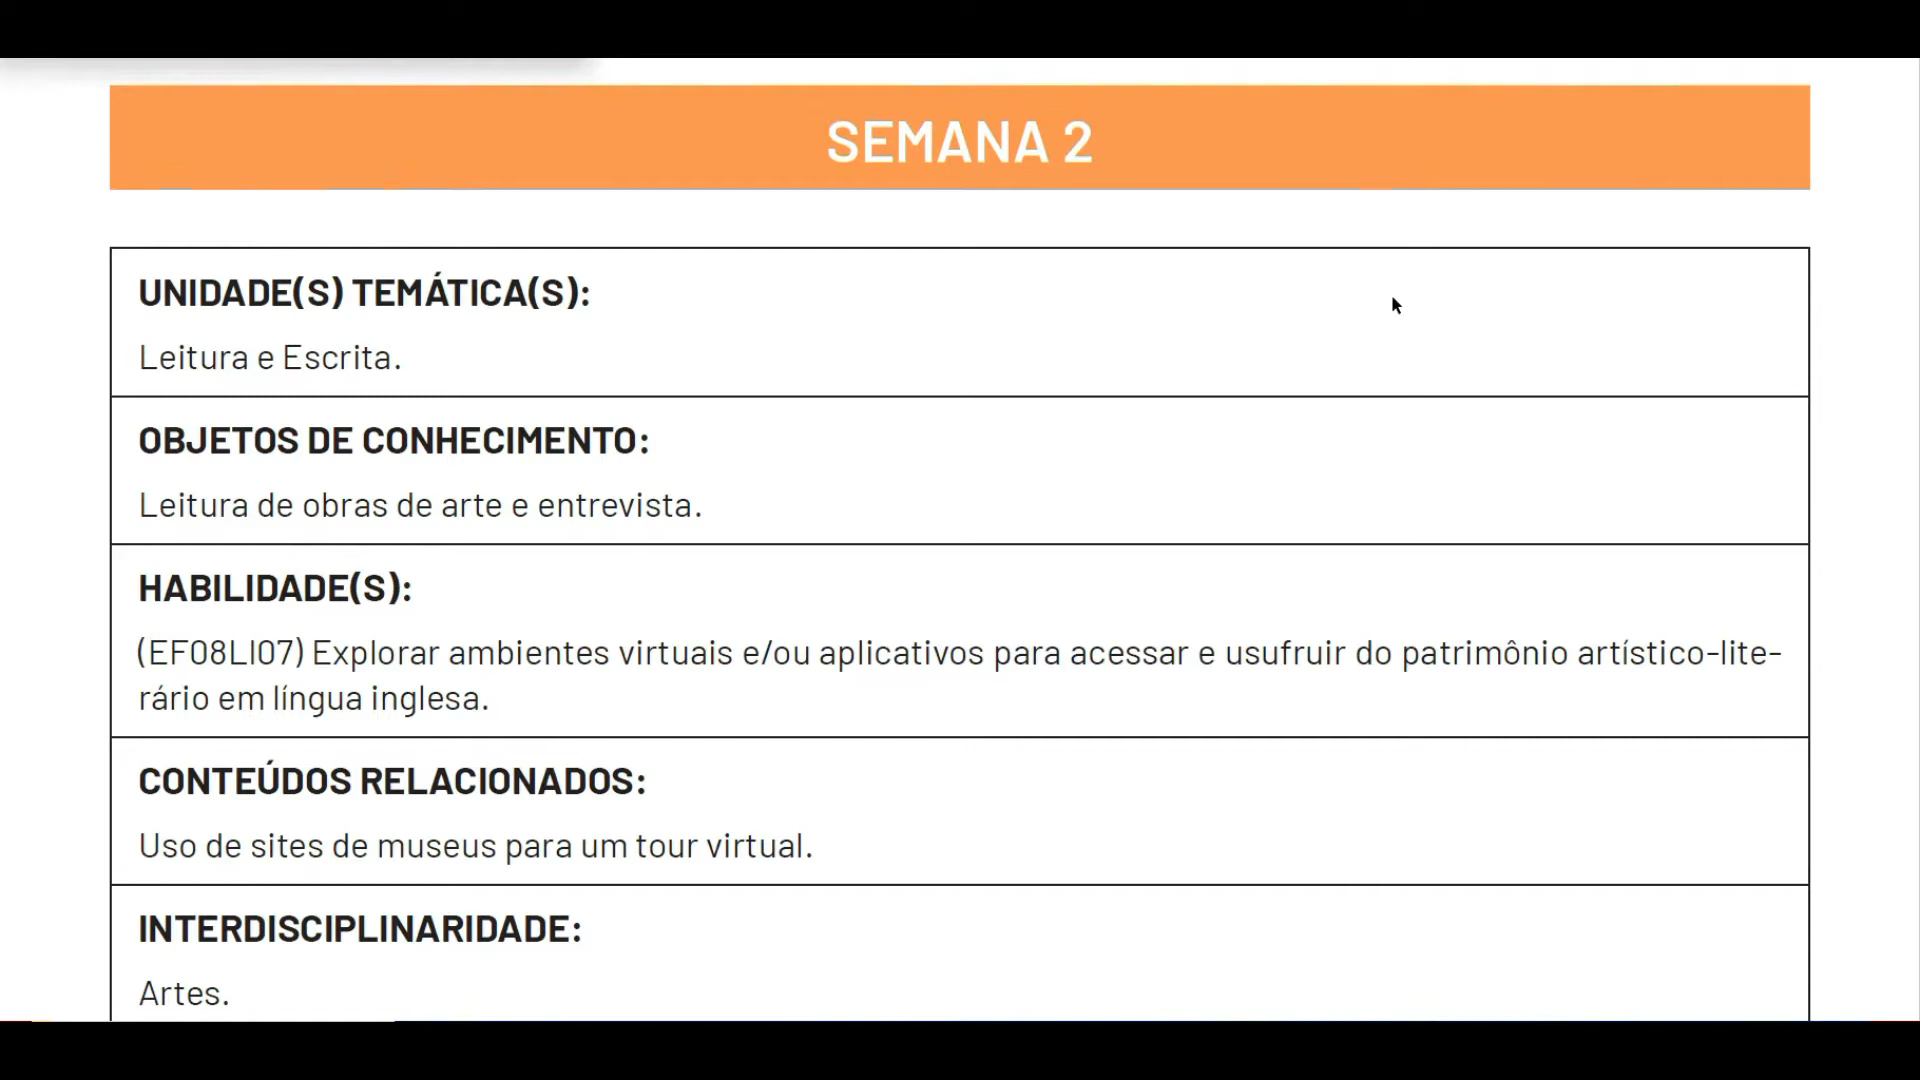 SEMANA 2
UNIDADE(S) TEMÁTICA(S):
Leitura e Escrita.
OBJETOS DE CONHECIMENTO:
Leitura de obras de arte e entrevista.
HABILIDADE(S):
(EF08LI07) Explorar ambientes virtuais e/ou aplicativos para acessar e usufruir do patrimônio artístico-lite-
rário em língua inglesa.
CONTEÚDOS RELACIONADOS:
Uso de sites de museus para um tour virtual.
INTERDISCIPLINARIDADE:
Artes.